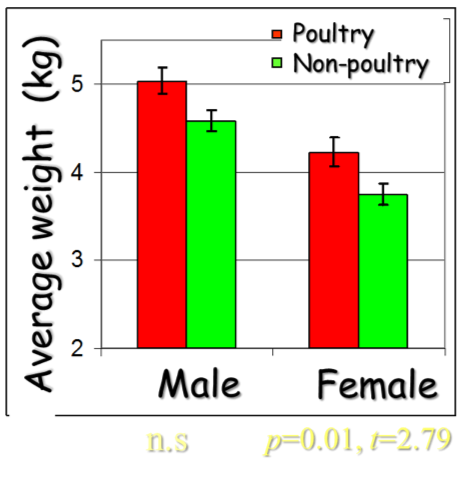 Poultry
Non-poultry
Average weight (kg)
5
4
3
2
Male Female
n.s p=0.01, t=2.79